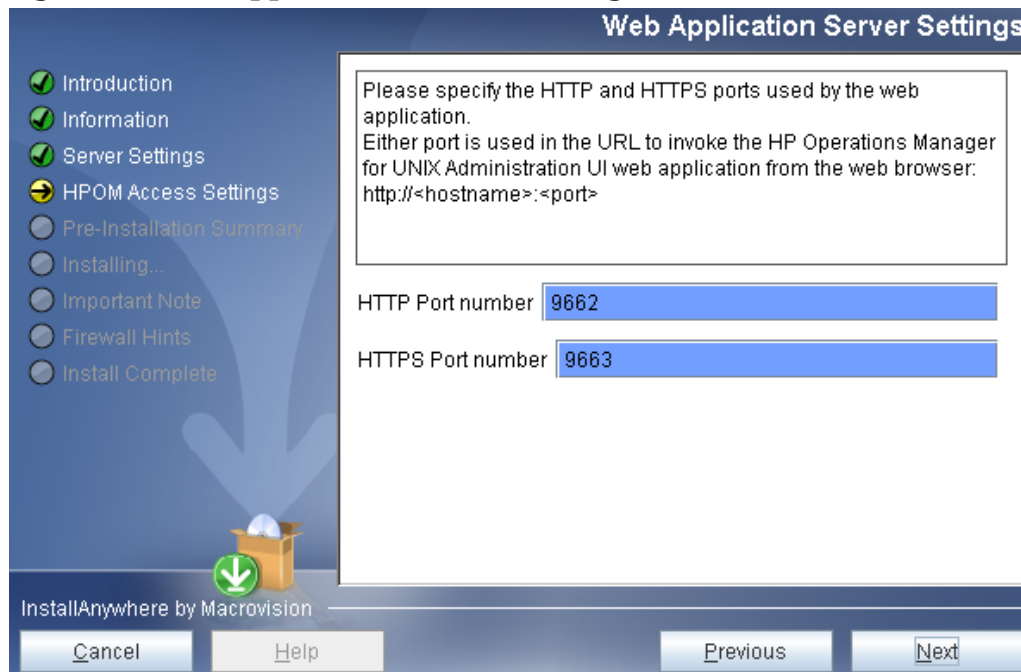 Web Application Server Settings
Introduction
Information
Server Settings
HPOM Access Settings
Pre-Installation Summary
Installing...
Important Note
Firewall Hints
Install Complete
Please specify the HTTP and HTTPS ports used by the web
application.
Either port is used in the URL to invoke the HP Operations Manager
for UNIX Administration UI web application from the web browser:
http://<hostname>:<port>
HTTP Port number 9662
HTTPS Port number 9663
InstallAnywhere by Macrovision
Cancel Help Previous Next